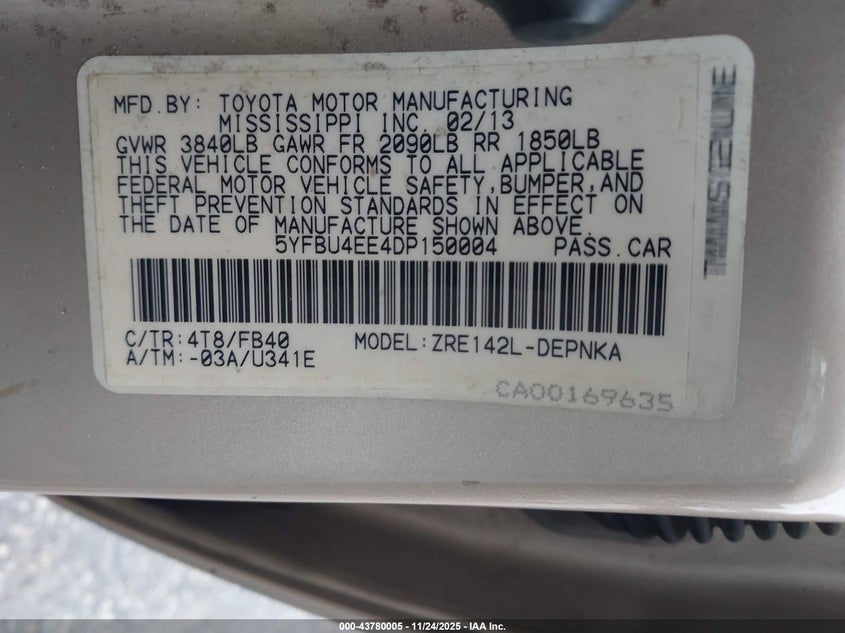 MFD.BY: TOYOTA MOTOR MANUFACTURING
MISSISSIPPI INC. 02/13
GVWR 3840LB GAWR FR 2090LB RR 1850LB
THIS VEHICLE CONFORMS TO ALL APPLICABLE
FEDERAL MOTOR VEHICLE SAFETY,BUMPER,AND
THEFT PREVENTION STANDARDS IN EFFECT ON
THE DATE OF MANUFACTURE SHOWN ABOVE.
5YFBU4EE4DP150004 PASS.CAR
C/TR:4T8/FB40 MODEL:ZRE142L-DEPNKA
A/TM:-03A/U341E
CA00169635
000-43780005 - 11/24/2025 - IAA Inc.